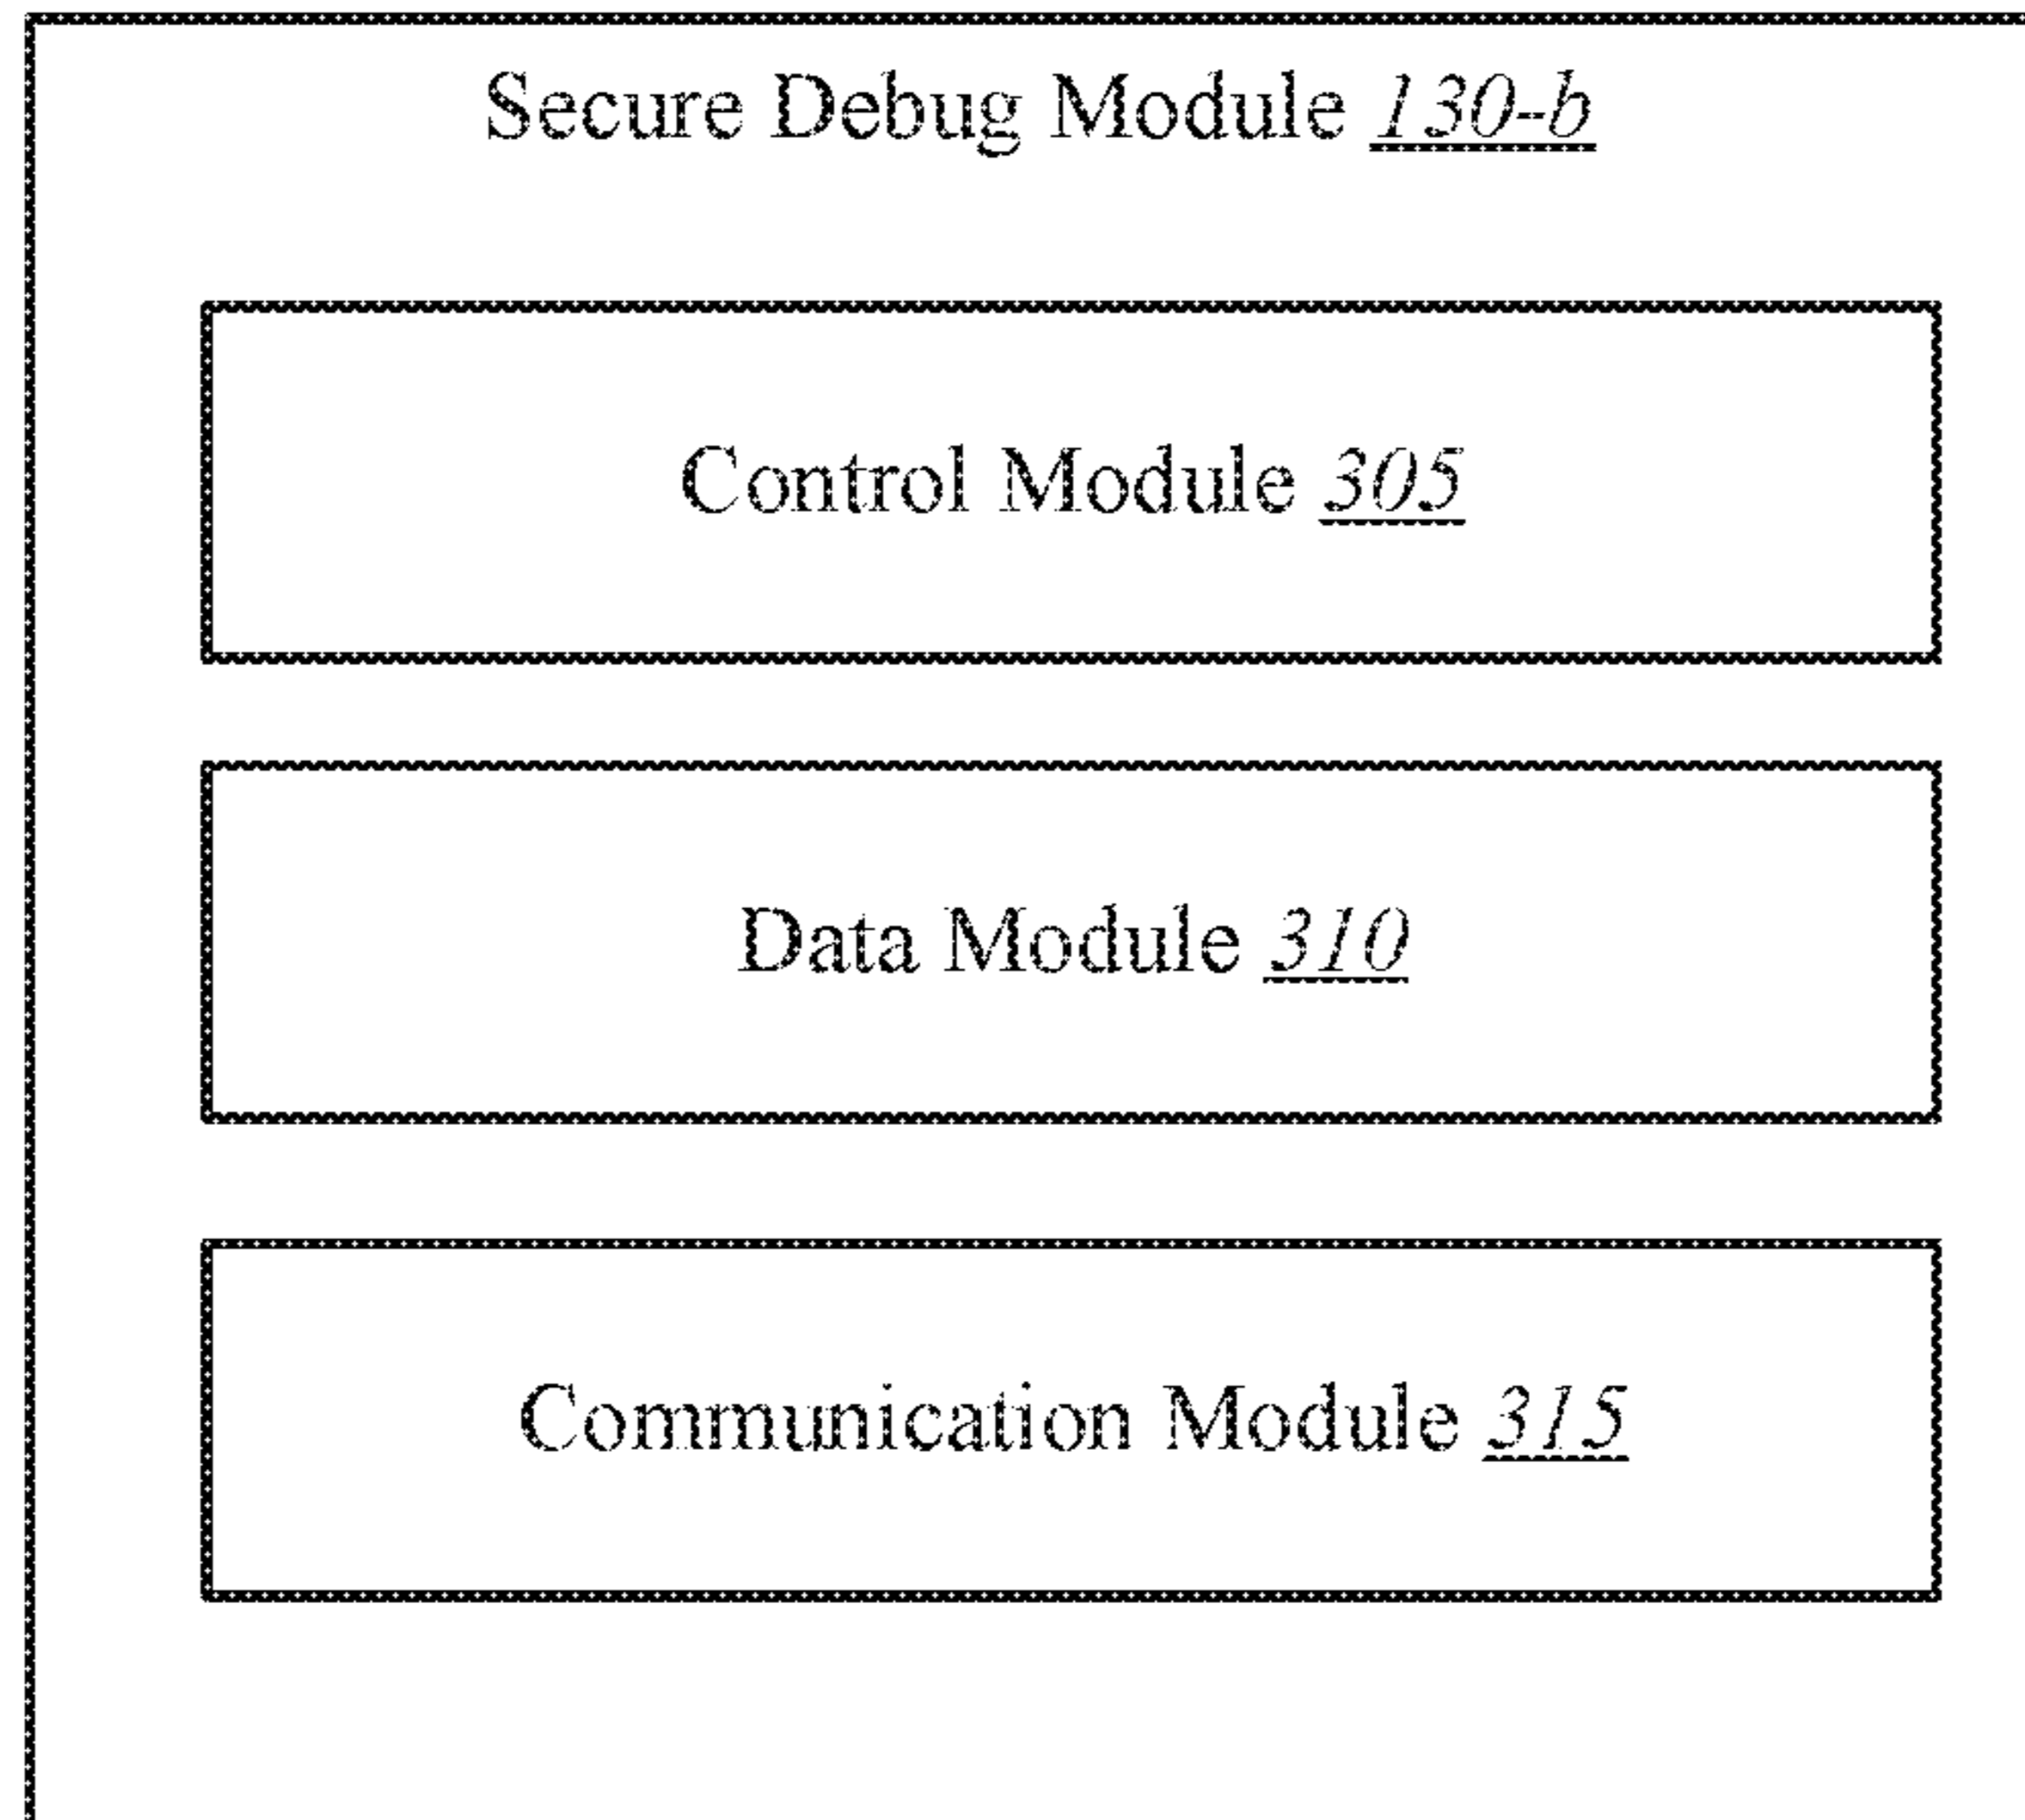 Secure Debug Module 130-b
Control Module 305
Data Module 310
Communication Module 315